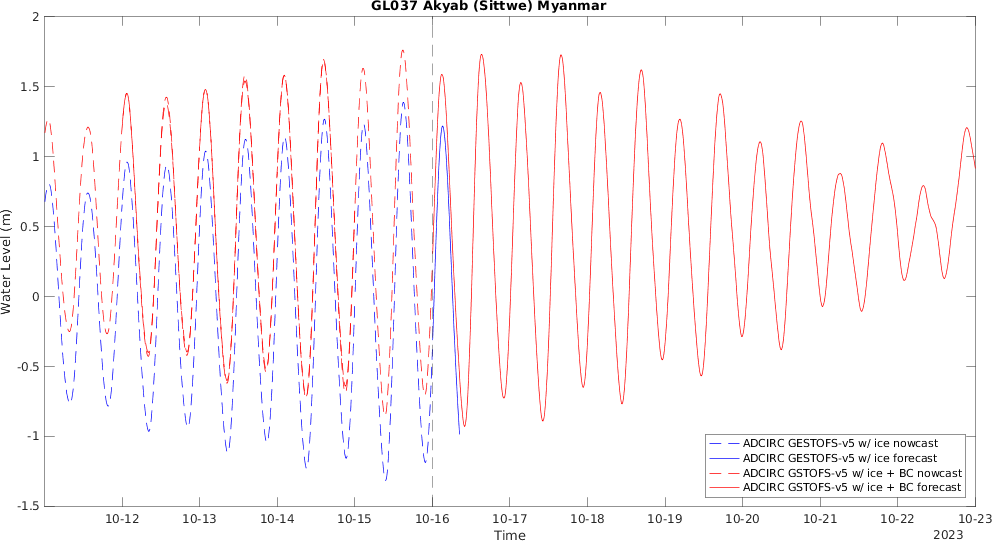 GL037 Akyab (Sittwe) Myanmar
2
1.5
1
0.5
0
-0.5
-1
-1.5
Water Level (m)
ADCIRC GESTOFS-v5 w/ ice nowcast
ADCIRC GESTOFS-v5 w/ ice forecast
ADCIRC GSTOFS-v5 w/ ice + BC nowcast
ADCIRC GSTOFS-v5 w/ ice + BC forecast
10-12 10-13 10-14 10-15 10-16 10-17 10-18 10-19 10-20 10-21 10-22 10-23
Time
2023